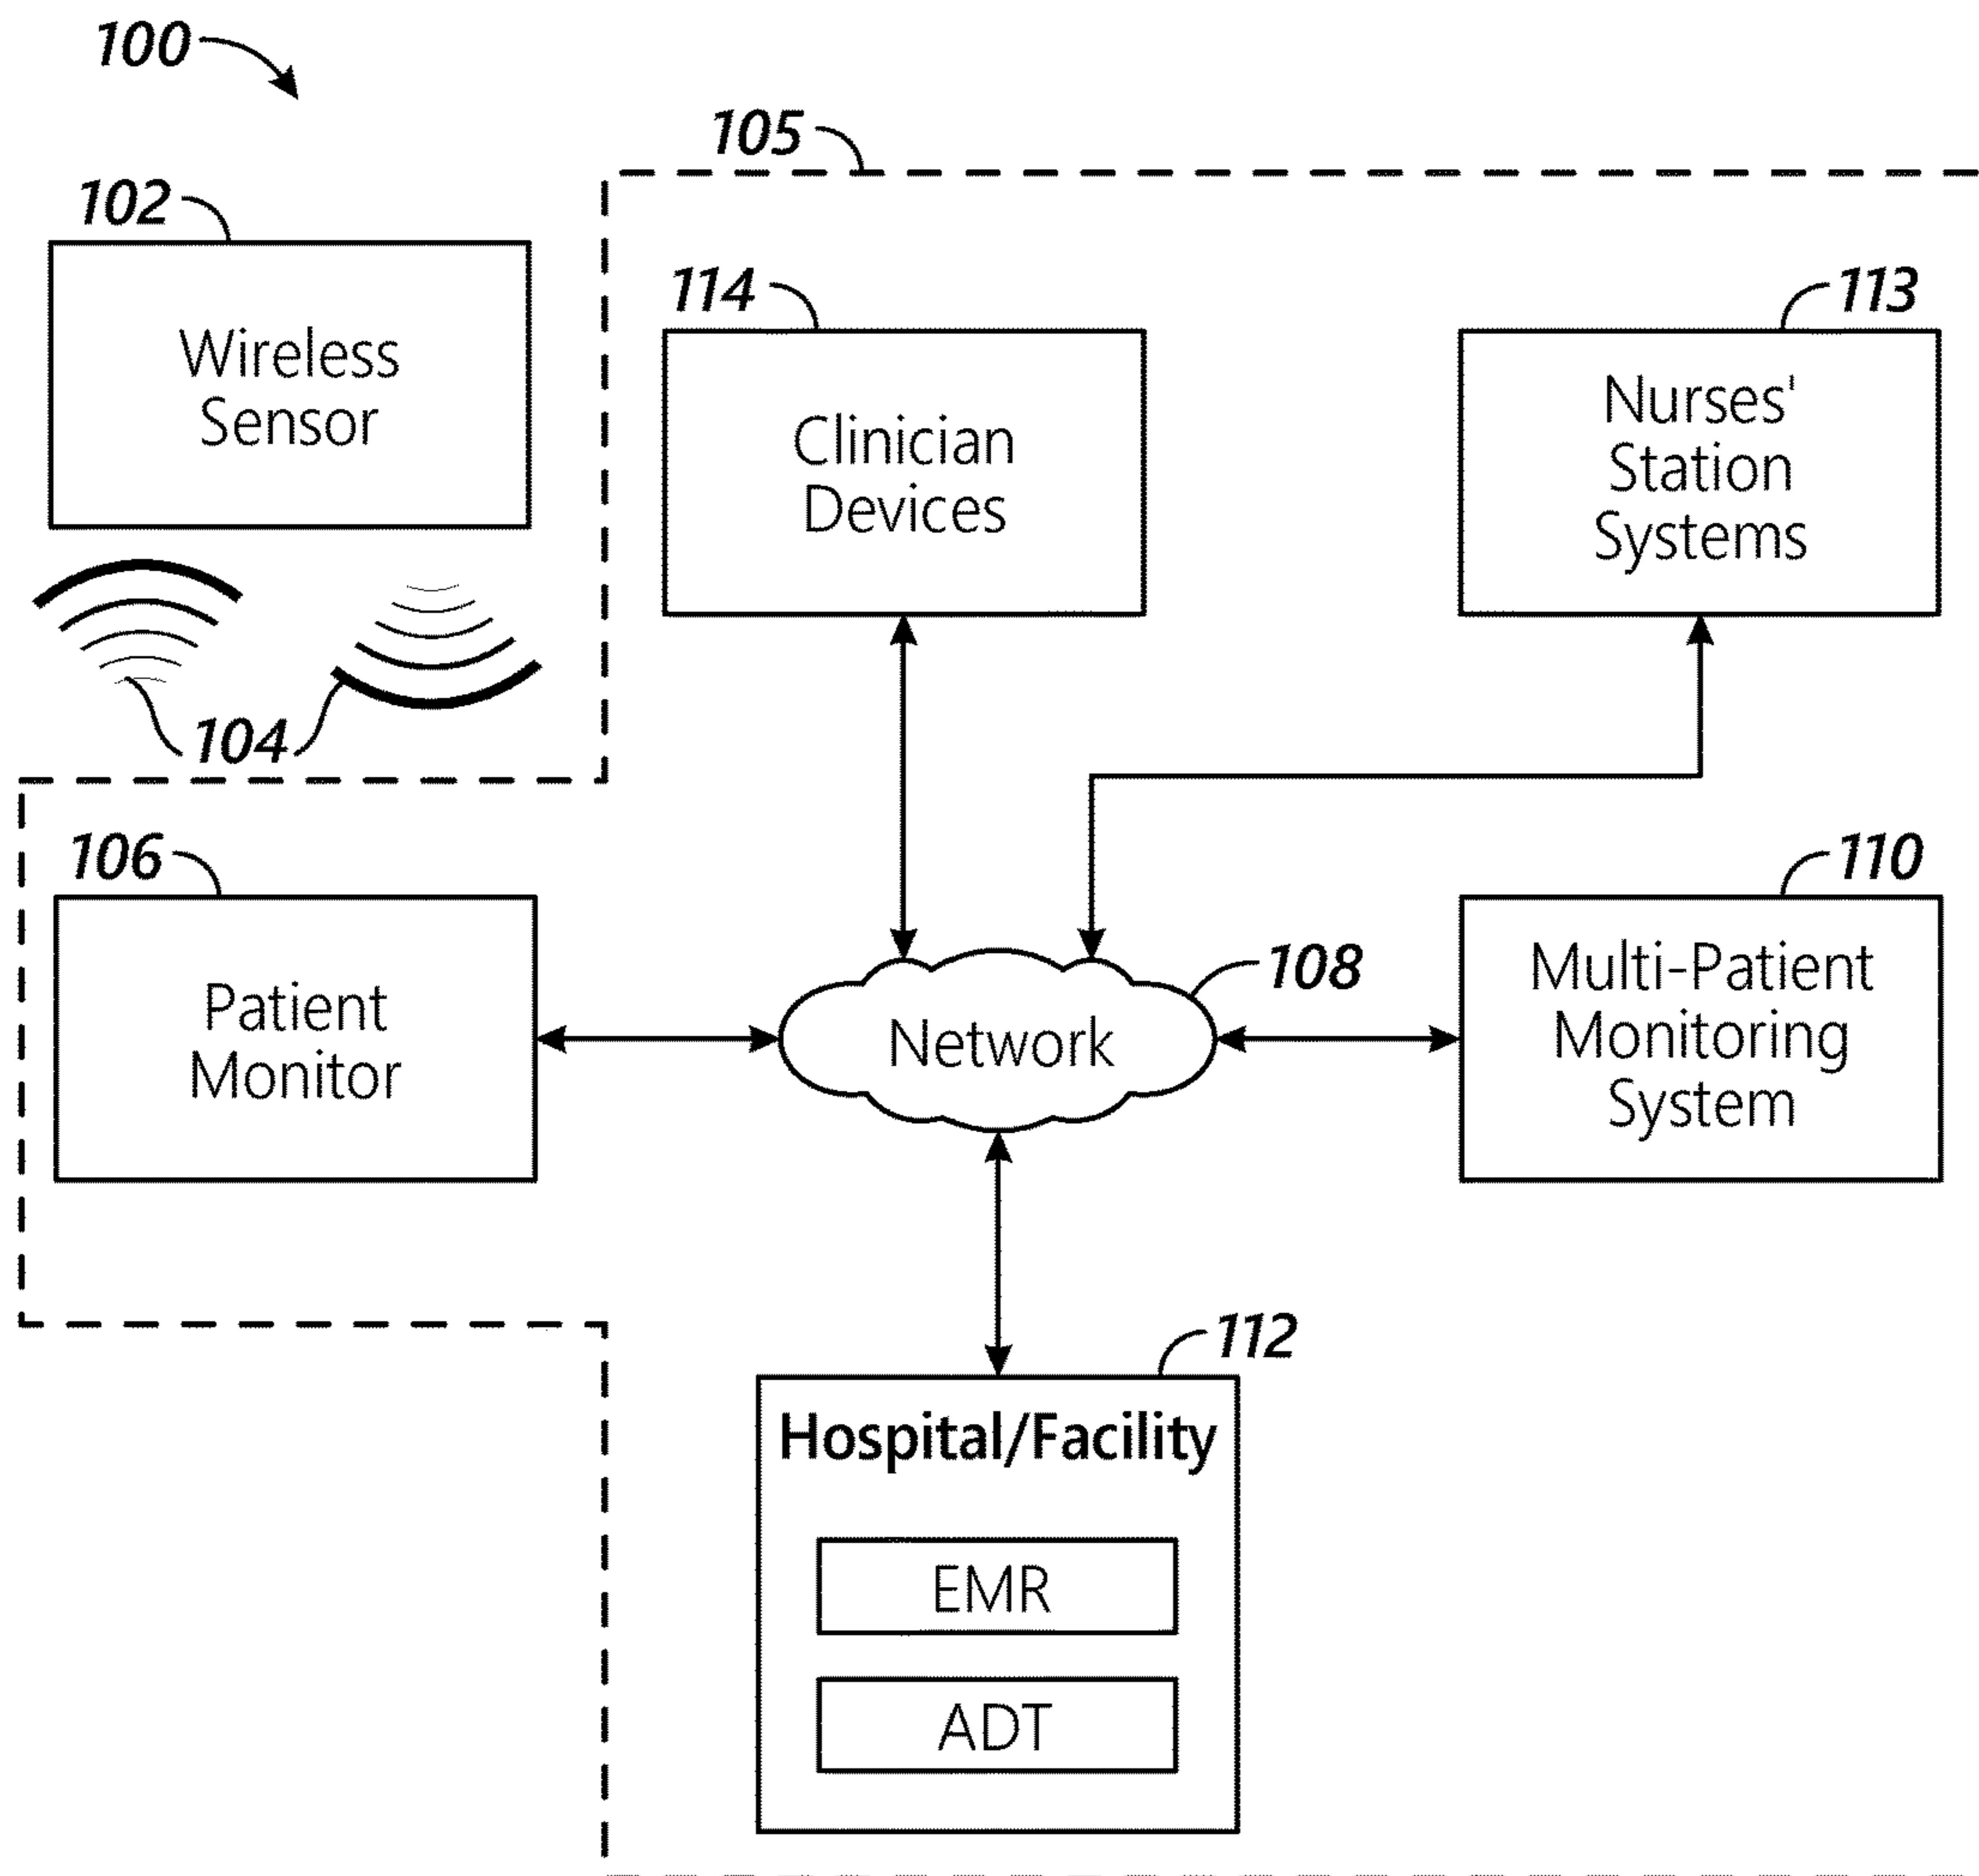 100
105
102
Wireless
Sensor
114
Clinician
Devices
113
Nurses'
Station
Systems
104
106
Patient
Monitor
108
Network
110
Multi-Patient
Monitoring
System
112
Hospital/Facility
EMR
ADT